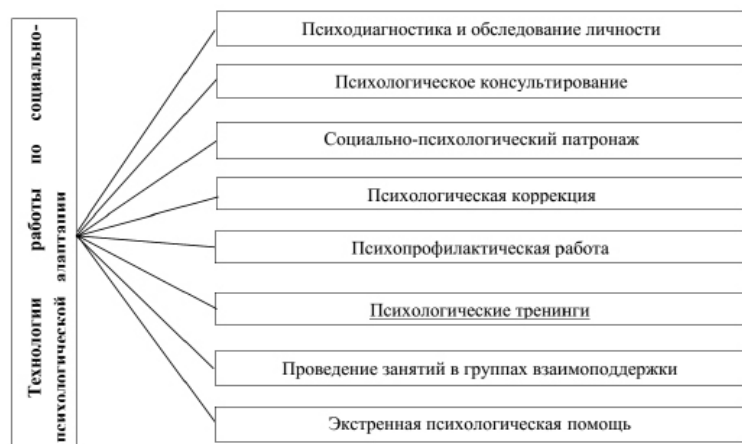 Технологии работы по социально-
психологической адаптации
Психодиагностика и обследование личности
Психологическое консультирование
Социально-психологический патронаж
Психологическая коррекция
Психопрофилактическая работа
Психологические тренинги
Проведение занятий в группах взаимоподдержки
Экстренная психологическая помощь